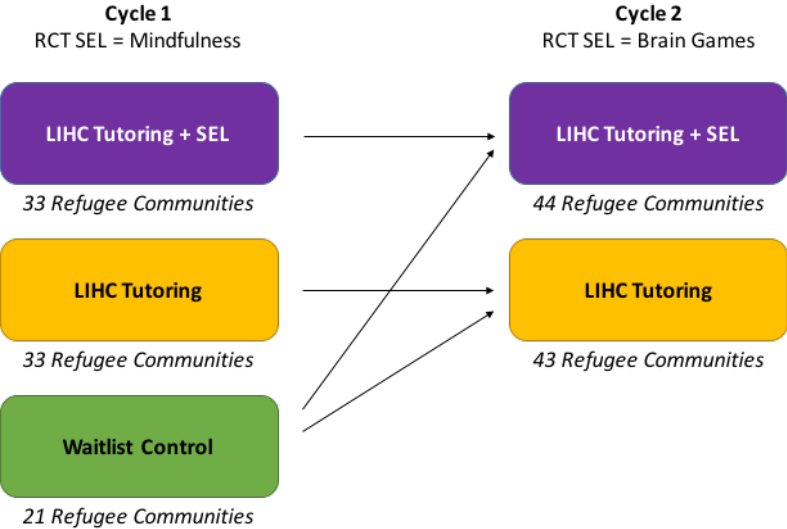 Cycle 1
RCT SEL = Mindfulness
Cycle 2
RCT SEL = Brain Games
LIHC Tutoring + SEL
LIHC Tutoring + SEL
33 Refugee Communities
44 Refugee Communities
LIHC Tutoring
LIHC Tutoring
33 Refugee Communities
43 Refugee Communities
Waitlist Control
21 Refugee Communities